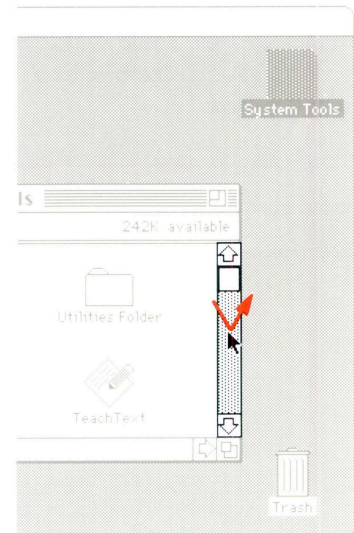 System Tools
ls
242K available
Utilities Folder
TeachText
Trash